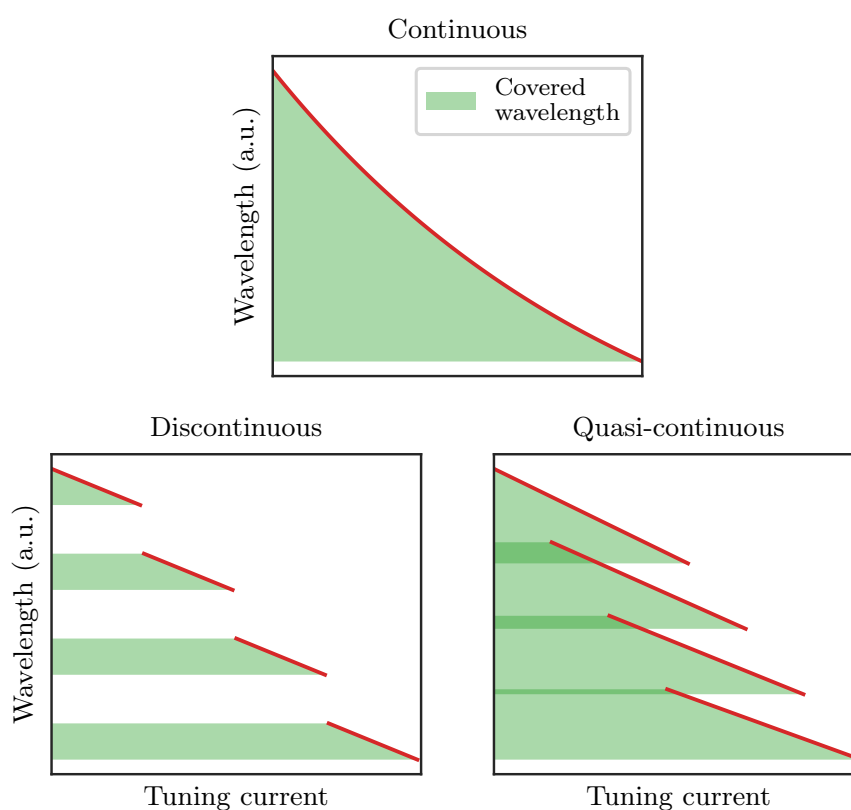 Continuous
Covered
wavelength
Wavelength (a.u.)
Discontinuous
Quasi-continuous
Wavelength (a.u.)
Tuning current
Tuning current